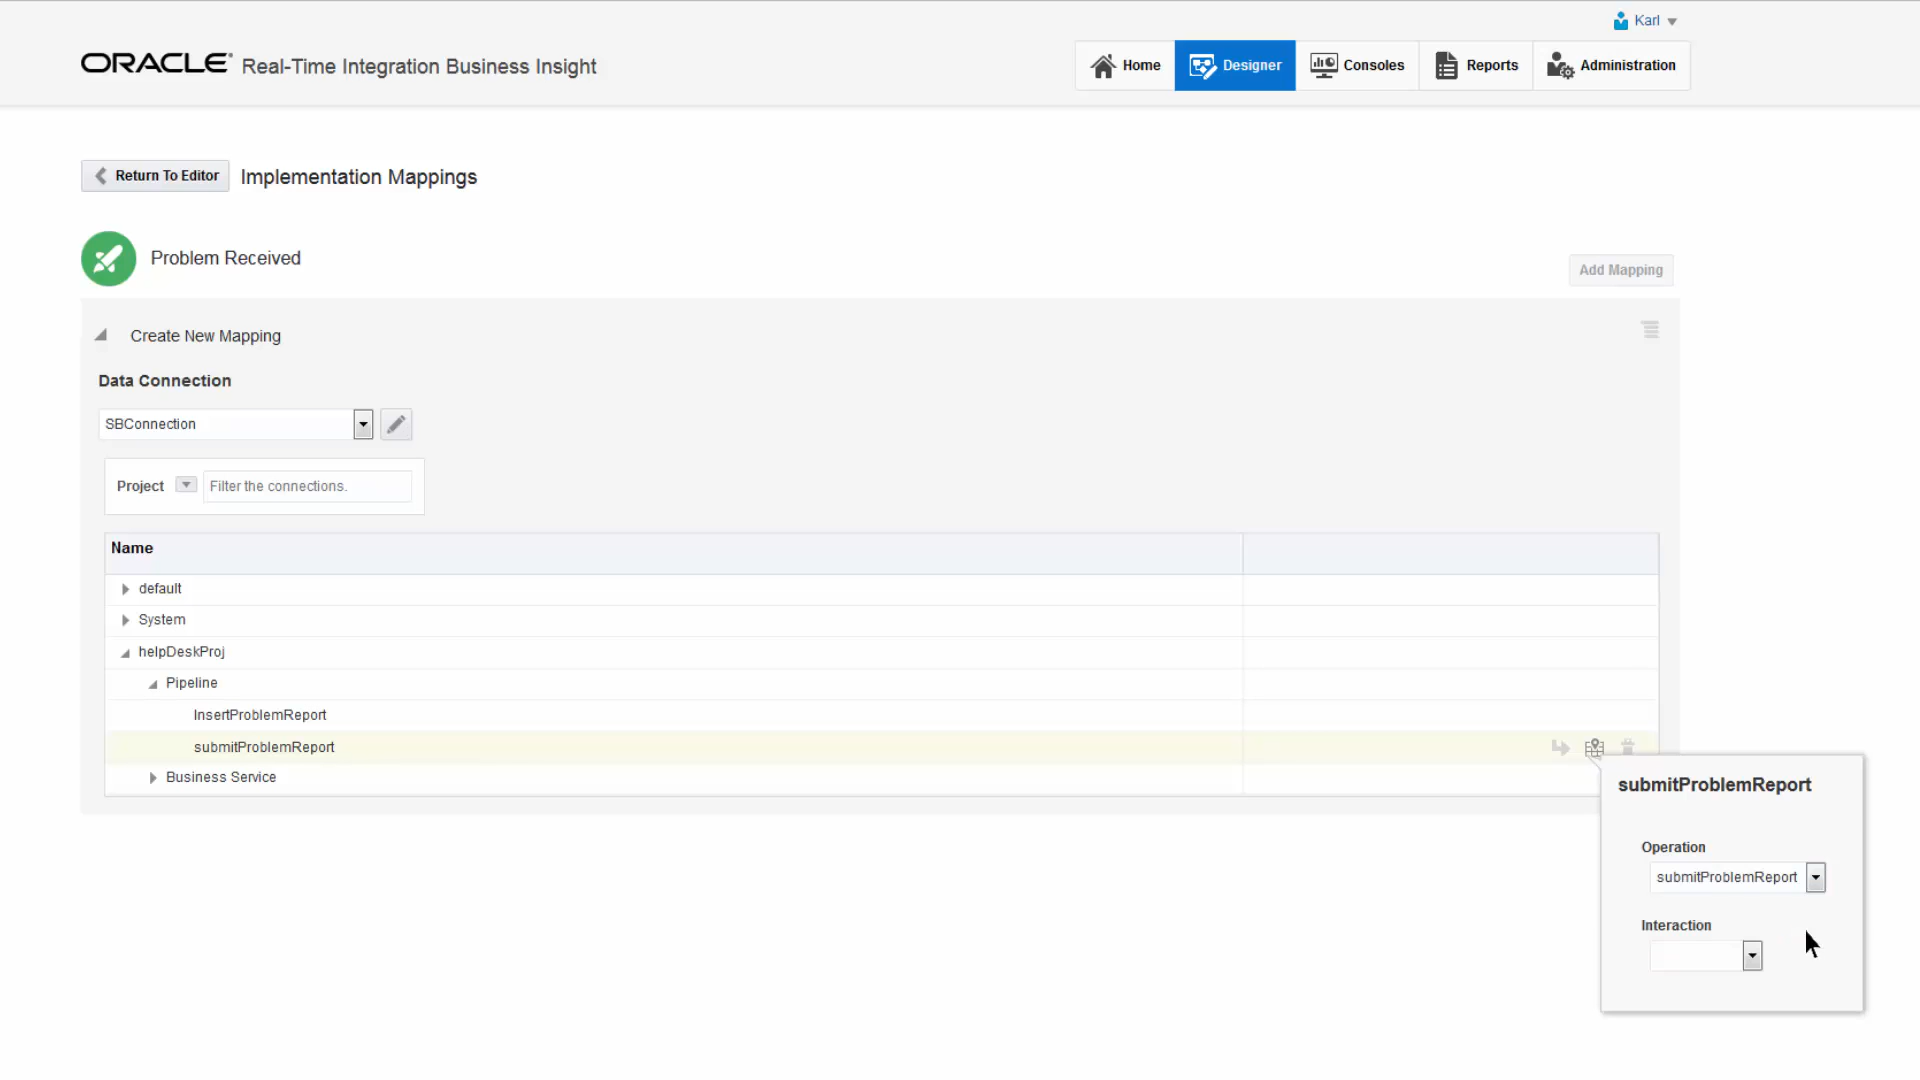 Karl
ORACLE® Real-Time Integration Business Insight
Home Designer Consoles Reports Administration
Return To Editor Implementation Mappings
Problem Received
Add Mapping
Create New Mapping
Data Connection
SBConnection
Project Filter the connections.
Name
default
System
helpDeskProj
Pipeline
InsertProblemReport
submitProblemReport
Business Service
submitProblemReport
Operation
submitProblemReport
Interaction